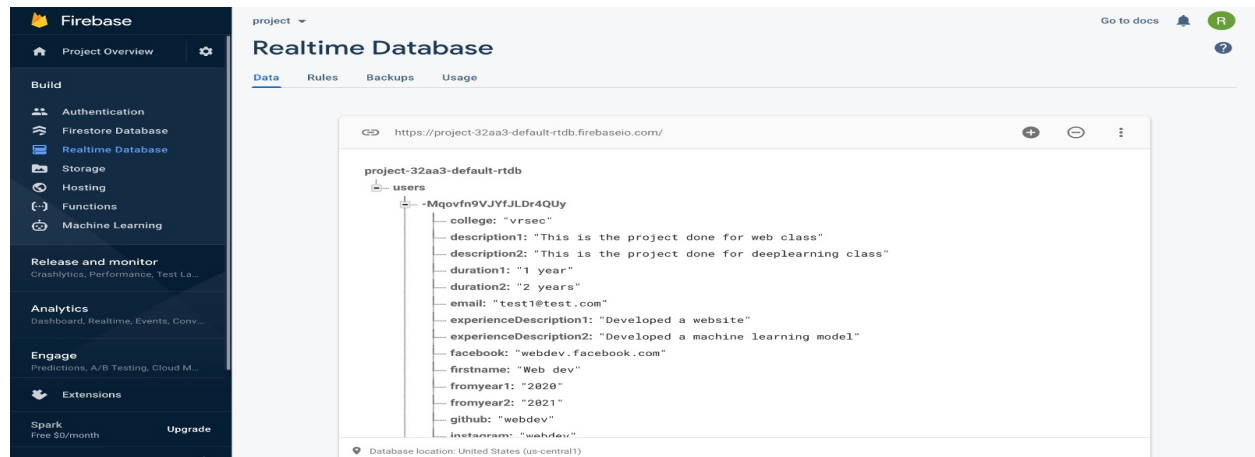 Firebase
Project Overview
Build
Authentication
Firestore Database
Realtime Database
Storage
Hosting
Functions
Machine Learning
Release and monitor
Crashlytics, Performance, Test La...
Analytics
Dashboard, Realtime, Events, Conv...
Engage
Predictions, A/B Testing, Cloud M...
Extensions
Spark
Free $0/month
Upgrade
project
Go to docs
R
Realtime Database
?
Data Rules Backups Usage
https://project-32aa3-default-rtdb.firebaseio.com/
project-32aa3-default-rtdb
users
-Mqovfn9VJYfJLDr4QUy
college: "vrsec"
description1: "This is the project done for web class"
description2: "This is the project done for deeplearning class"
duration1: "1 year"
duration2: "2 years"
email: "test1@test.com"
experienceDescription1: "Developed a website"
experienceDescription2: "Developed a machine learning model"
facebook: "webdev.facebook.com"
firstname: "Web dev"
fromyear1: "2020"
fromyear2: "2021"
github: "webdev"
instagram: "webdev"
Database location: United States (us-central1)